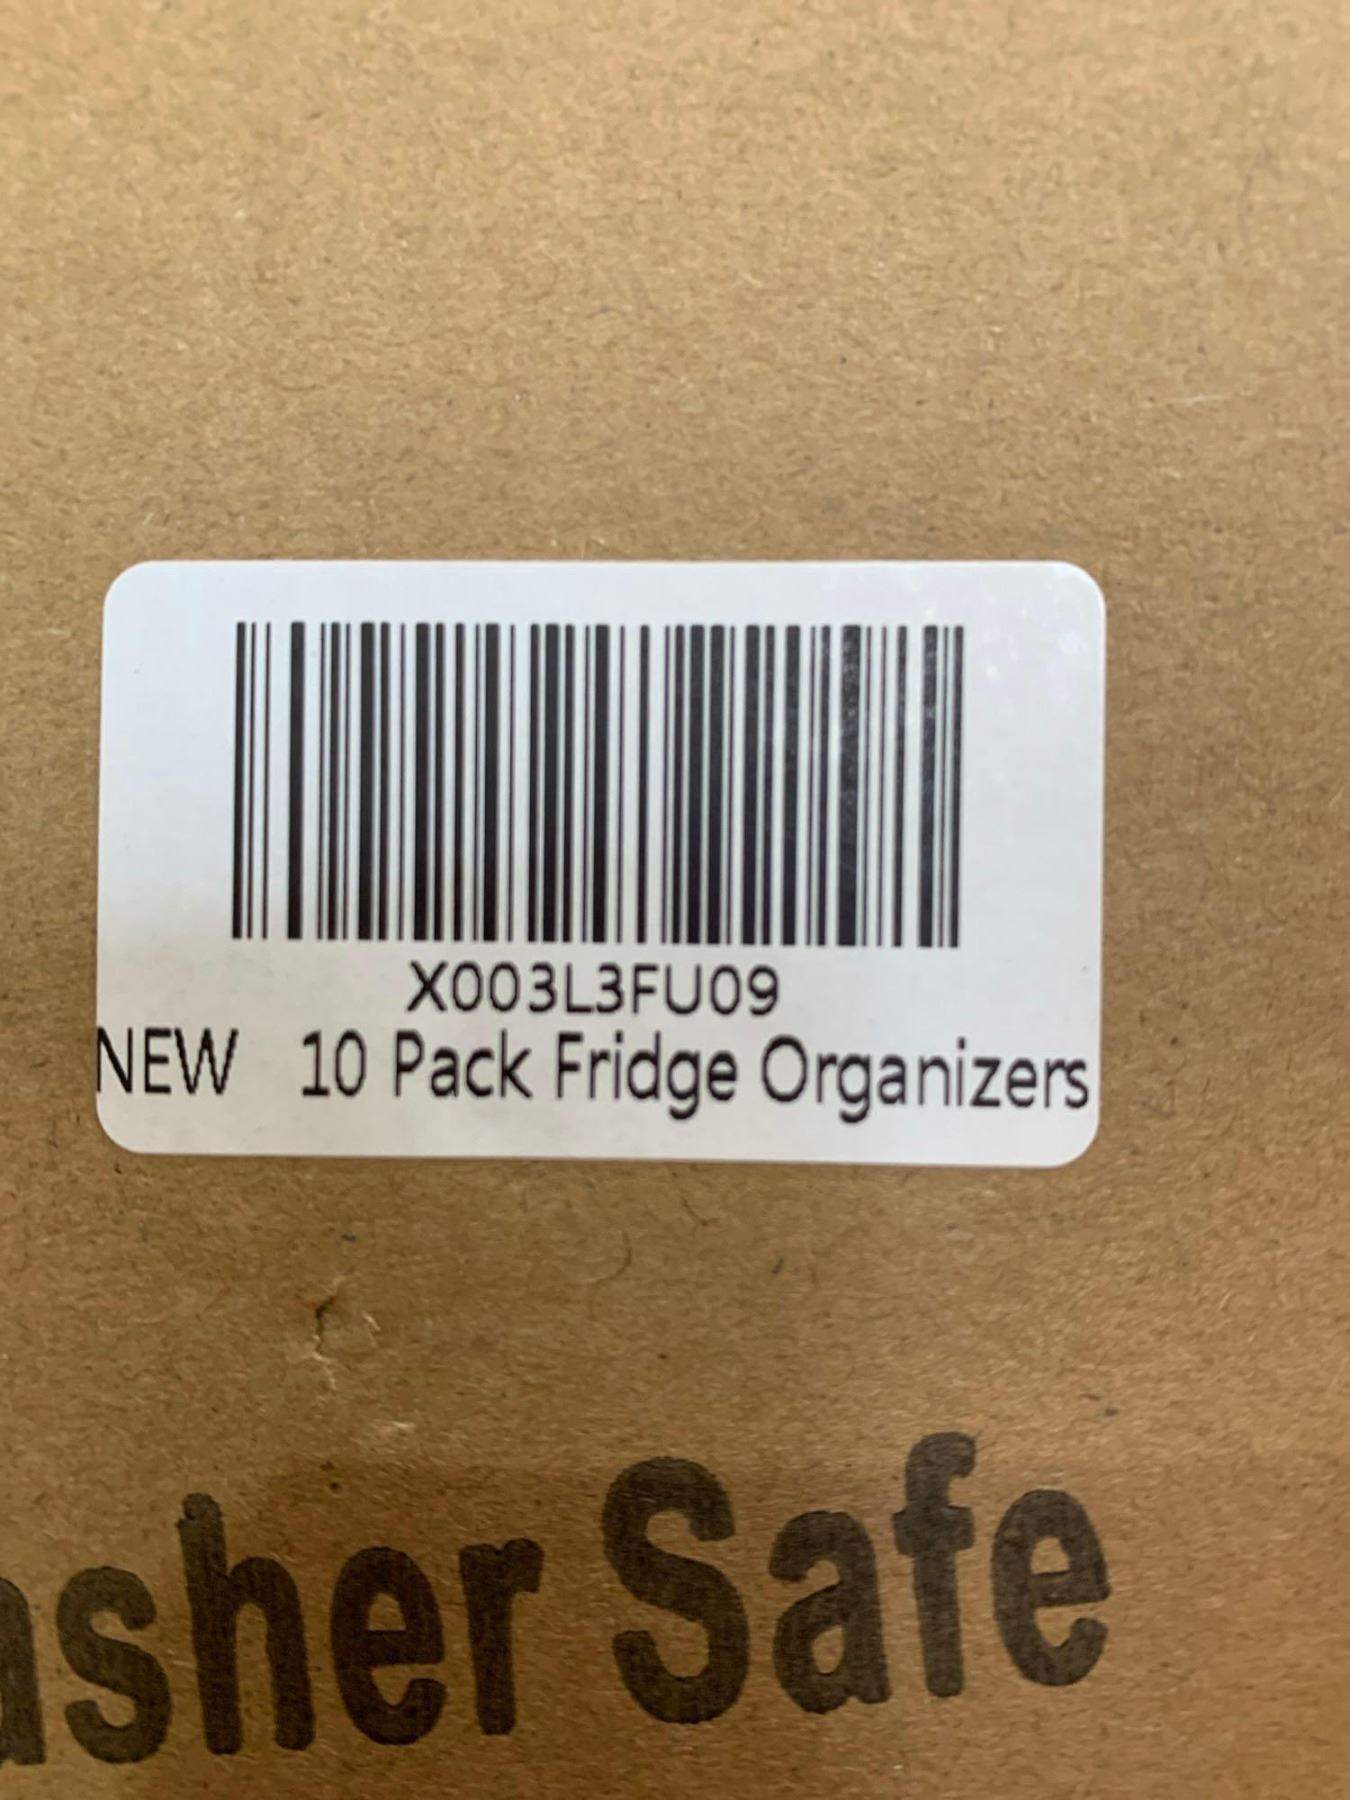 X003L3FU09
NEW 10 Pack Fridge Organizers
asher Safe